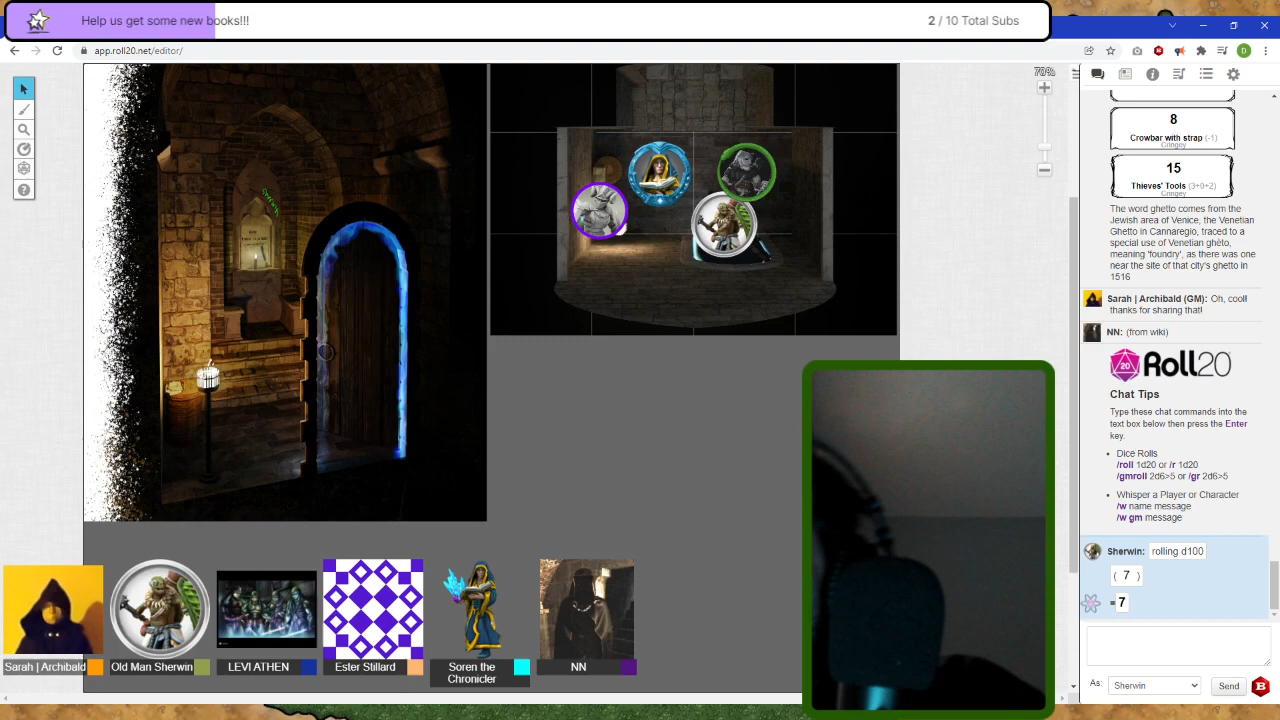 Help us get some new books!!!
2 / 10 Total Subs
app.roll20.net/editor/
D
70%
8
Crowbar with strap (-1)
Cringey
15
Thieves' Tools (3+0+2)
Cringey
The word ghetto comes from the
Jewish area of Venice, the Venetian
Ghetto in Cannaregio, traced to a
special use of Venetian ghèto,
meaning 'foundry', as there was one
near the site of that city's ghetto in
1516
Sarah | Archibald (GM): Oh, cool!
thanks for sharing that!
NN: (from wiki)
20
Roll20
Chat Tips
Type these chat commands into the
text box below then press the Enter
key.
• Dice Rolls
/roll 1d20 or /r 1d20
/gmroll 2d6>5 or /gr 2d6>5
• Whisper a Player or Character
/w name message
/w gm message
Sherwin: rolling d100
( 7 )
=7
As: Sherwin
Send
B
Sarah | Archibald
Old Man Sherwin
LEVI ATHEN
Ester Stillard
Soren the
Chronicler
NN